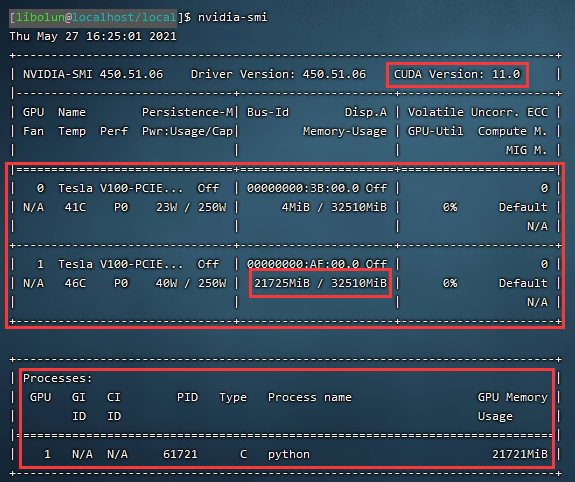 [libolun@localhost/local]$ nvidia-smi
Thu May 27 16:25:01 2021
NVIDIA-SMI 450.51.06    Driver Version: 450.51.06    CUDA Version: 11.0
GPU  Name        Persistence-M| Bus-Id        Disp.A | Volatile Uncorr. ECC
Fan  Temp  Perf  Pwr:Usage/Cap|         Memory-Usage | GPU-Util  Compute M.
MIG M.
0  Tesla V100-PCIE...  Off  | 00000000:3B:00.0 Off |                    0
N/A   41C    P0    23W / 250W |      4MiB / 32510MiB |      0%      Default
N/A
1  Tesla V100-PCIE...  Off  | 00000000:AF:00.0 Off |                    0
N/A   46C    P0    40W / 250W |  21725MiB / 32510MiB |      0%      Default
N/A
Processes:
GPU   GI   CI        PID   Type   Process name                  GPU Memory
ID   ID                                                   Usage
1   N/A  N/A     61721      C   python                          21721MiB